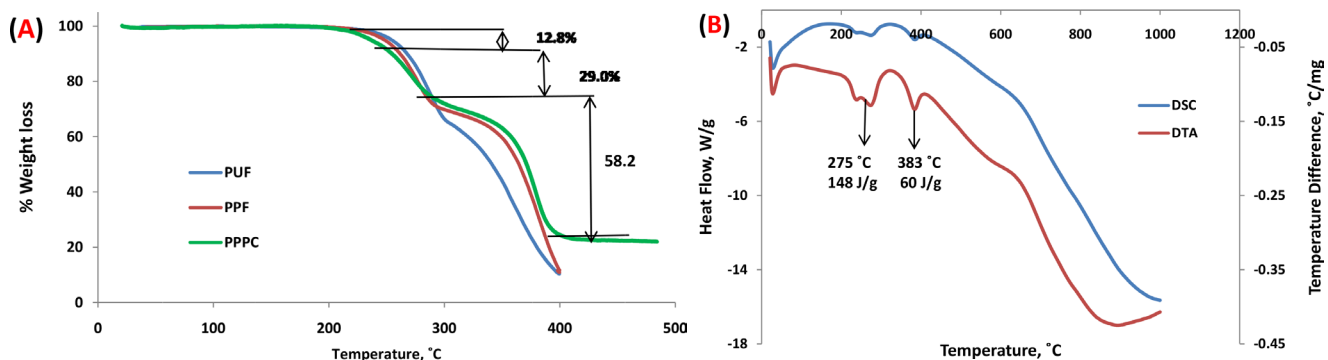 (A)
100
80
60
40
20
0
% Weight loss
12.8%
29.0%
58.2
PUF
PPF
PPPC
0
100
200
300
400
500
Temperature, ˚C
(B)
0
200
400
600
800
1000
1200
-2
-6
-10
-14
-18
Heat Flow, W/g
-0.05
-0.15
-0.25
-0.35
-0.45
Temperature Difference, ˚C/mg
DSC
DTA
275 ˚C
148 J/g
383 ˚C
60 J/g
Temperature, ˚C